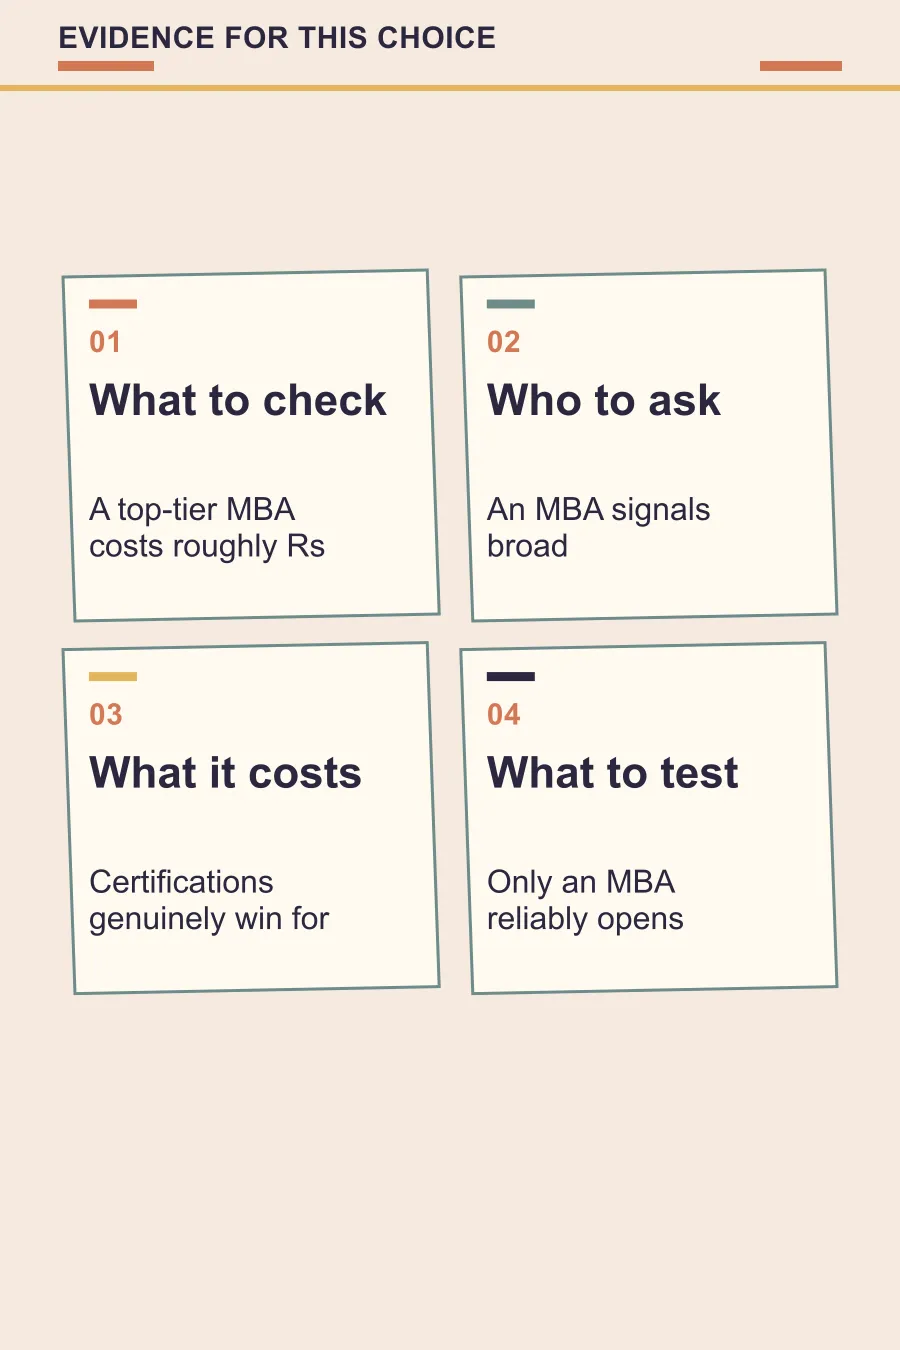 EVIDENCE FOR THIS CHOICE
01
What to check
A top-tier MBA
costs roughly Rs
02
Who to ask
An MBA signals
broad
03
What it costs
Certifications
genuinely win for
04
What to test
Only an MBA
reliably opens